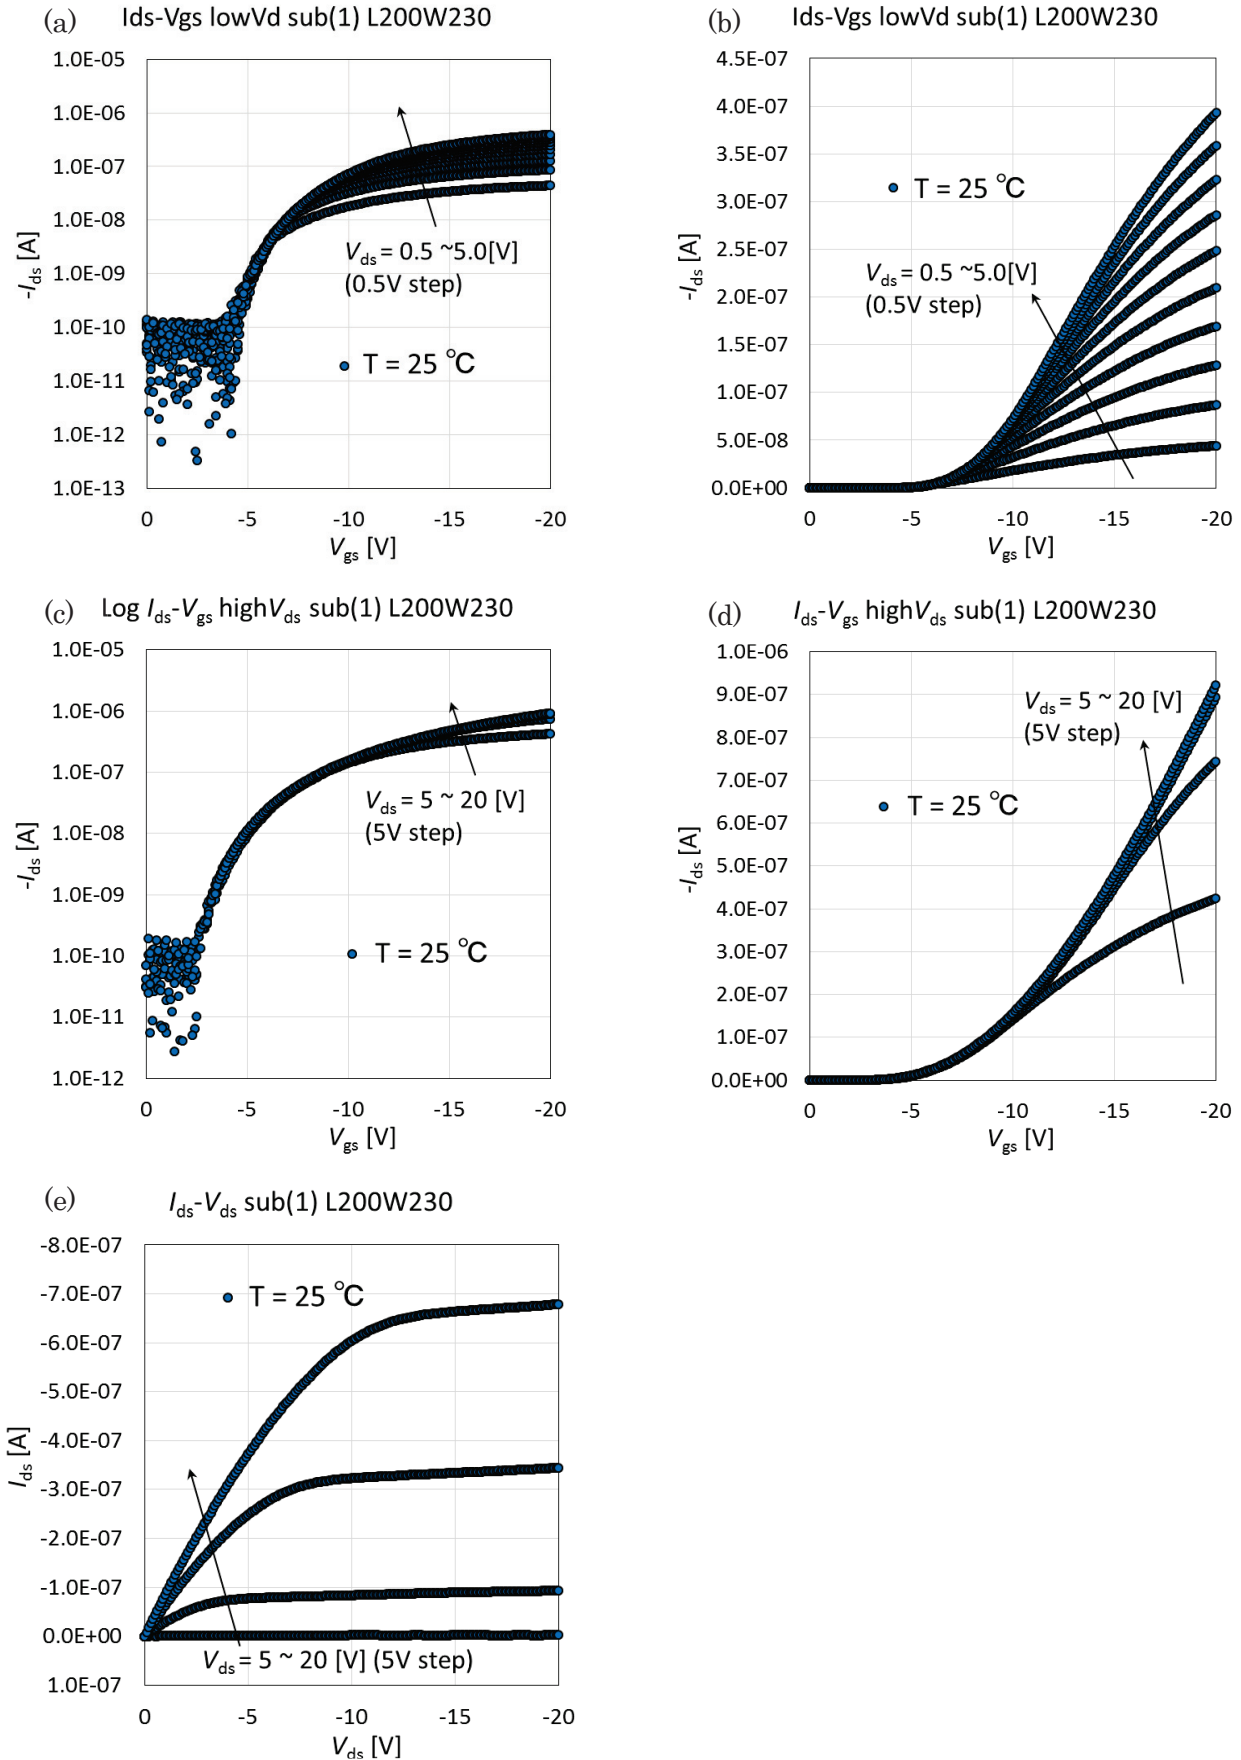 (a) Ids-Vgs lowVd sub(1) L200W230
1.0E-05
1.0E-06
1.0E-07
1.0E-08
1.0E-09
1.0E-10
1.0E-11
1.0E-12
1.0E-13
-Ids [A]
Vds = 0.5 ~5.0[V]
(0.5V step)
T = 25 °C
0 -5 -10 -15 -20
Vgs [V]
(b) Ids-Vgs lowVd sub(1) L200W230
4.5E-07
4.0E-07
3.5E-07
3.0E-07
2.5E-07
2.0E-07
1.5E-07
1.0E-07
5.0E-08
0.0E+00
-Ids [A]
T = 25 °C
Vds = 0.5 ~5.0[V]
(0.5V step)
0 -5 -10 -15 -20
Vgs [V]
(c) Log Ids-Vgs highVds sub(1) L200W230
1.0E-05
1.0E-06
1.0E-07
1.0E-08
1.0E-09
1.0E-10
1.0E-11
1.0E-12
-Ids [A]
Vds = 5 ~ 20 [V]
(5V step)
T = 25 °C
0 -5 -10 -15 -20
Vgs [V]
(d) Ids-Vgs highVds sub(1) L200W230
1.0E-06
9.0E-07
8.0E-07
7.0E-07
6.0E-07
5.0E-07
4.0E-07
3.0E-07
2.0E-07
1.0E-07
0.0E+00
-Ids [A]
Vds = 5 ~ 20 [V]
(5V step)
T = 25 °C
0 -5 -10 -15 -20
Vgs [V]
(e) Ids-Vds sub(1) L200W230
-8.0E-07
-7.0E-07
-6.0E-07
-5.0E-07
-4.0E-07
-3.0E-07
-2.0E-07
-1.0E-07
0.0E+00
1.0E-07
Ids [A]
T = 25 °C
Vds = 5 ~ 20 [V] (5V step)
0 -5 -10 -15 -20
Vds [V]